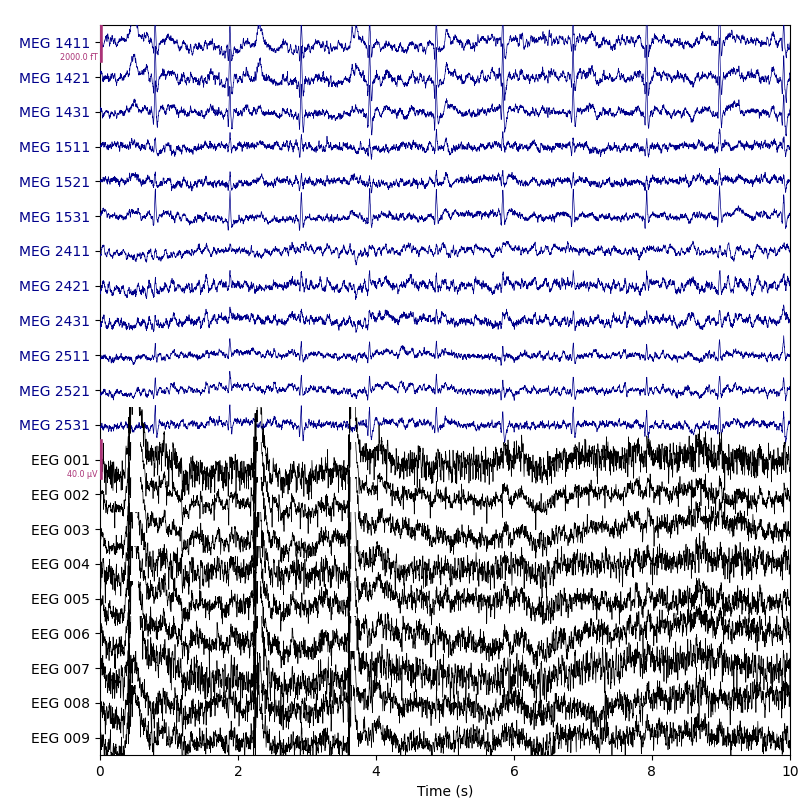 MEG 1411
2000.0 fT
MEG 1421
MEG 1431
MEG 1511
MEG 1521
MEG 1531
MEG 2411
MEG 2421
MEG 2431
MEG 2511
MEG 2521
MEG 2531
EEG 001
40.0 µV
EEG 002
EEG 003
EEG 004
EEG 005
EEG 006
EEG 007
EEG 008
EEG 009
0 2 4 6 8 10
Time (s)